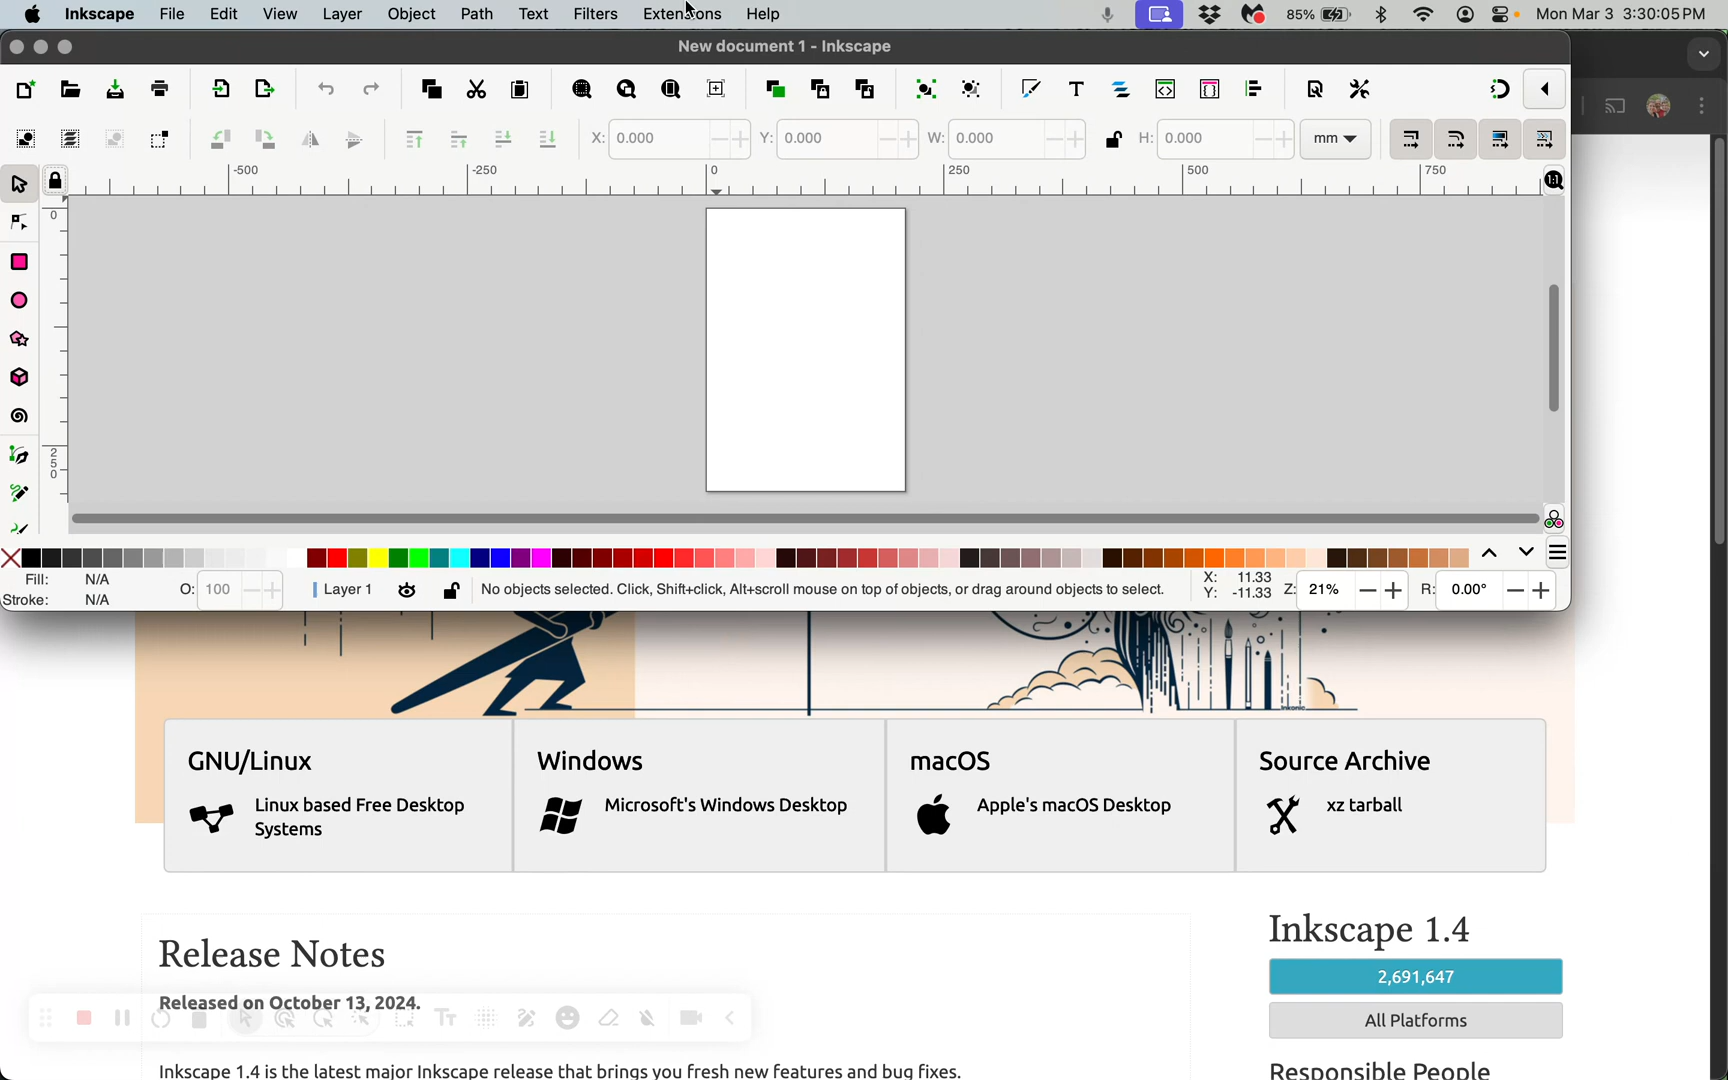 Inkscape File Edit View Layer Object Path Text Filters Extensions Help 85% Mon Mar 3 3:30:05 PM
New document 1 - Inkscape
X: 0.000 Y: 0.000 W: 0.000 H: 0.000 mm
-500 -250 0 250 500 750
1:1
0
250
Fill: N/A
Stroke: N/A
O: 100
Layer 1
No objects selected. Click, Shift+click, Alt+scroll mouse on top of objects, or drag around objects to select.
X: 11.33
Y: -11.33
Z: 21%
R: 0.00°
GNU/Linux
Linux based Free Desktop
Systems
Windows
Microsoft's Windows Desktop
macOS
Apple's macOS Desktop
Source Archive
xz tarball
Release Notes
Released on October 13, 2024.
Inkscape 1.4 is the latest major Inkscape release that brings you fresh new features and bug fixes.
Inkscape 1.4
2,691,647
All Platforms
Responsible People